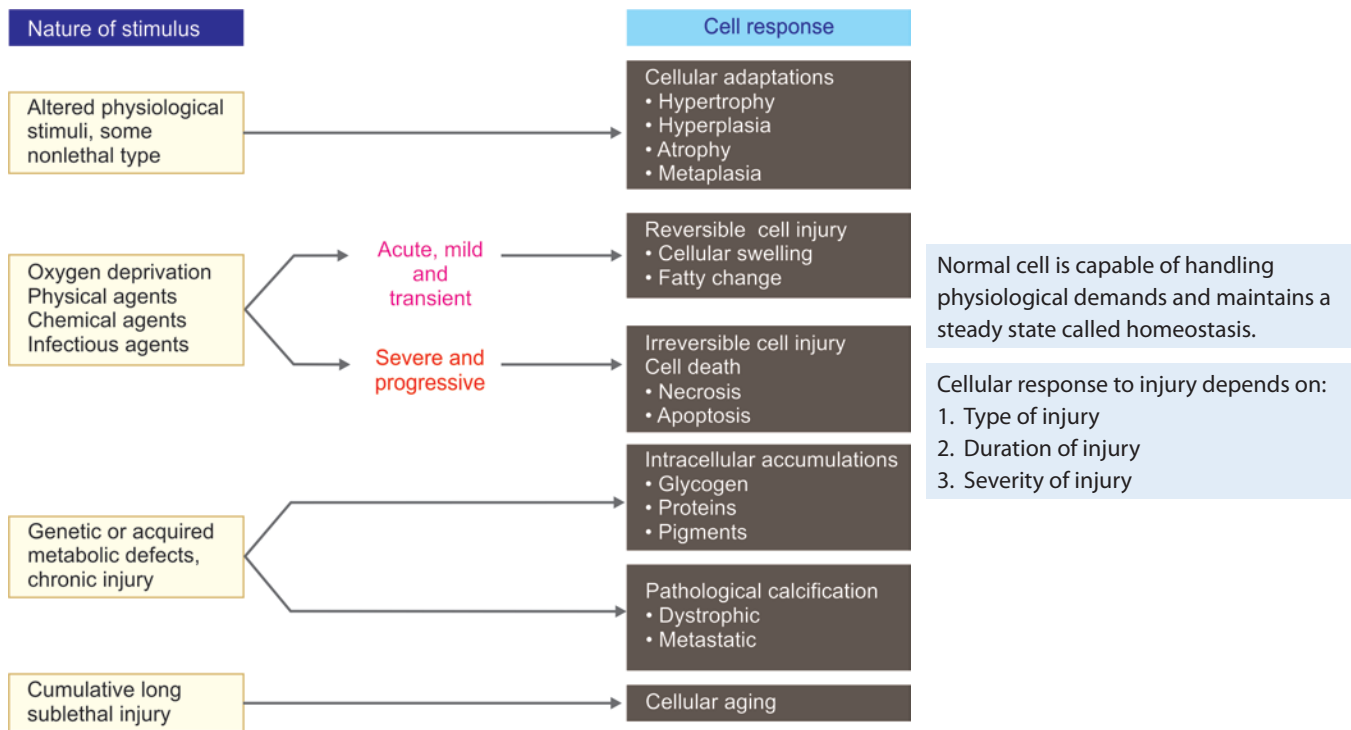 Nature of stimulus
Cell response
Altered physiological
stimuli, some
nonlethal type
Cellular adaptations
• Hypertrophy
• Hyperplasia
• Atrophy
• Metaplasia
Oxygen deprivation
Physical agents
Chemical agents
Infectious agents
Acute, mild
and
transient
Reversible cell injury
• Cellular swelling
• Fatty change
Severe and
progressive
Irreversible cell injury
Cell death
• Necrosis
• Apoptosis
Genetic or acquired
metabolic defects,
chronic injury
Intracellular accumulations
• Glycogen
• Proteins
• Pigments
Pathological calcification
• Dystrophic
• Metastatic
Cumulative long
sublethal injury
Cellular aging
Normal cell is capable of handling
physiological demands and maintains a
steady state called homeostasis.
Cellular response to injury depends on:
1. Type of injury
2. Duration of injury
3. Severity of injury